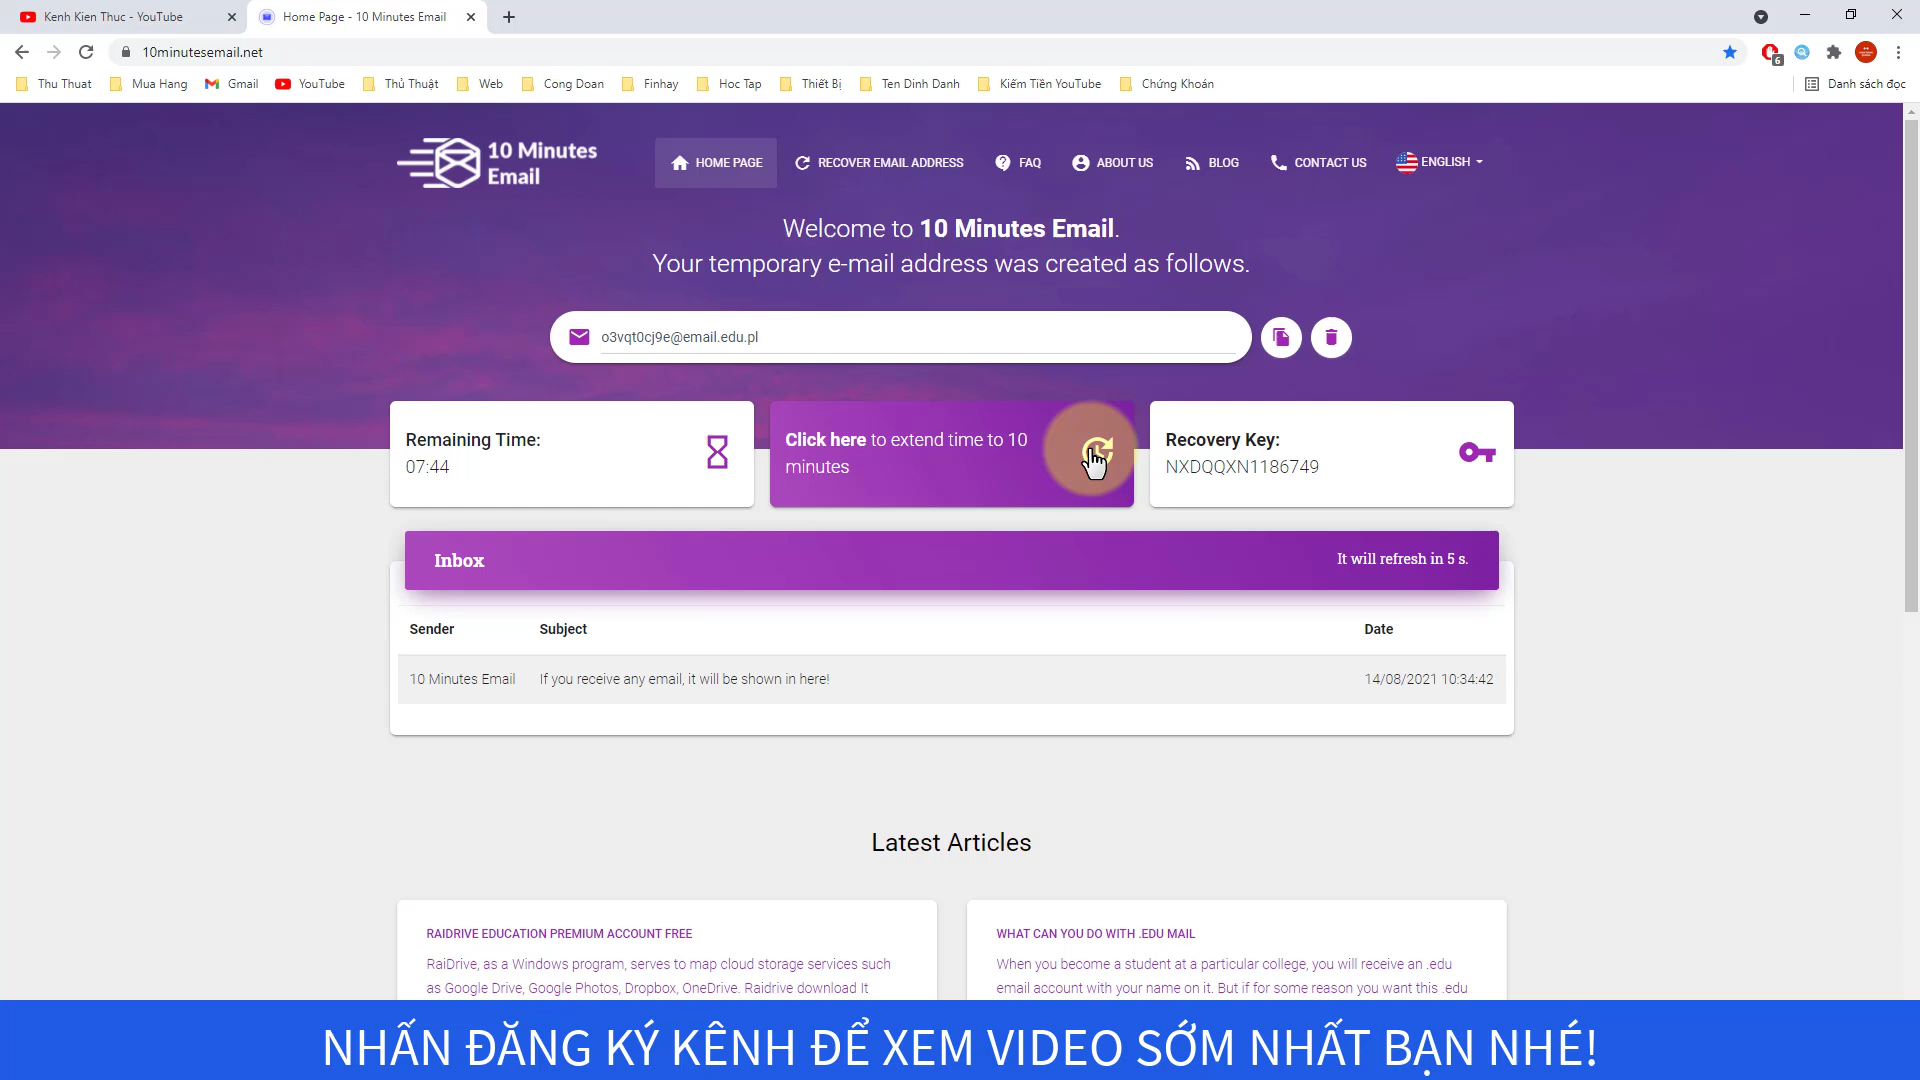 Kenh Kien Thuc - YouTube
Home Page - 10 Minutes Email
10minutesemail.net
6
Thu Thuat
Mua Hang
Gmail
YouTube
Thủ Thuật
Web
Cong Doan
Finhay
Hoc Tap
Thiết Bị
Ten Dinh Danh
Kiếm Tiền YouTube
Chứng Khoán
Danh sách đọc
10 Minutes
Email
HOME PAGE
RECOVER EMAIL ADDRESS
FAQ
ABOUT US
BLOG
CONTACT US
ENGLISH
Welcome to 10 Minutes Email.
Your temporary e-mail address was created as follows.
o3vqt0cj9e@email.edu.pl
Remaining Time:
07:44
Click here to extend time to 10
minutes
Recovery Key:
NXDQQXN1186749
Inbox
It will refresh in 5 s.
Sender Subject Date
10 Minutes Email If you receive any email, it will be shown in here! 14/08/2021 10:34:42
Latest Articles
RAIDRIVE EDUCATION PREMIUM ACCOUNT FREE
RaiDrive, as a Windows program, serves to map cloud storage services such
as Google Drive, Google Photos, Dropbox, OneDrive. Raidrive download It
WHAT CAN YOU DO WITH .EDU MAIL
When you become a student at a particular college, you will receive an .edu
email account with your name on it. But if for some reason you want this .edu
NHẤN ĐĂNG KÝ KÊNH ĐỂ XEM VIDEO SỚM NHẤT BẠN NHÉ!